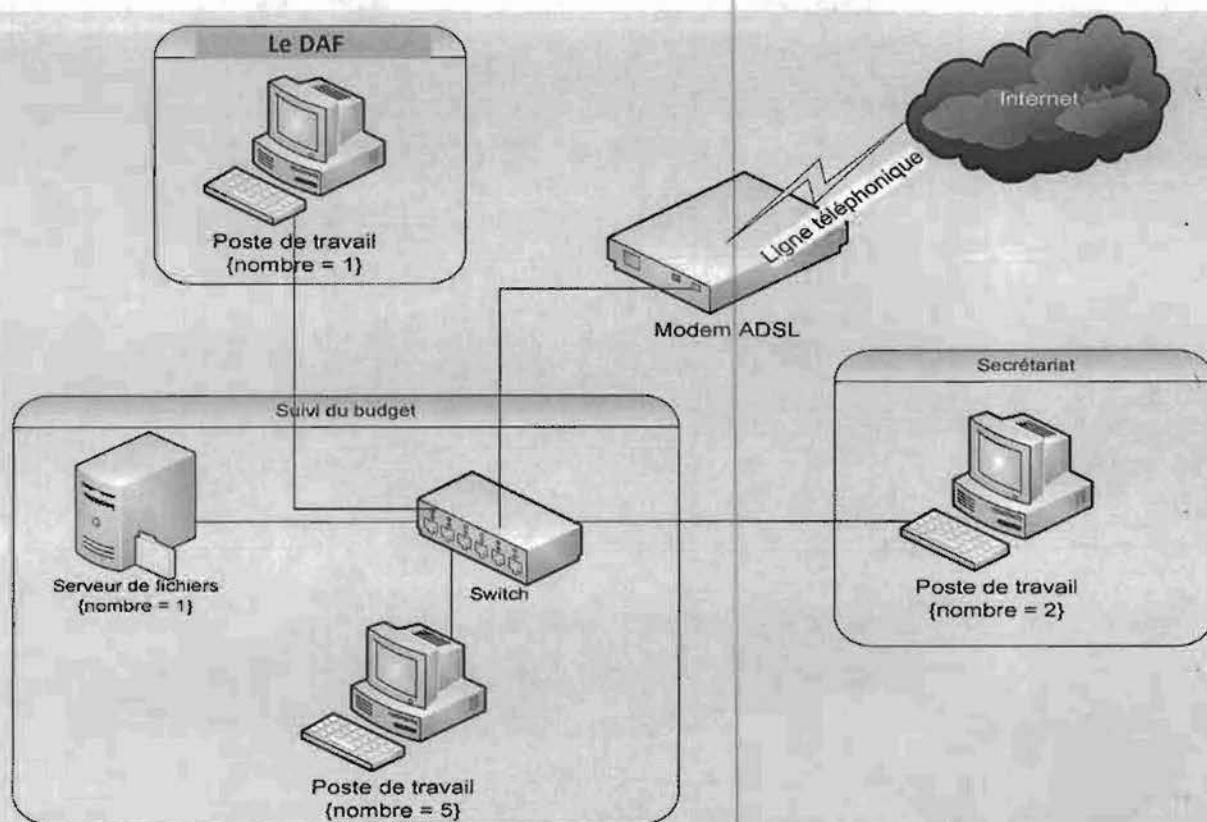 Le DAF
Poste de travail
{nombre = 1}
Internet
Ligne téléphonique
Modem ADSL
Suivi du budget
Serveur de fichiers
{nombre = 1}
Switch
Poste de travail
{nombre = 5}
Secrétariat
Poste de travail
{nombre = 2}